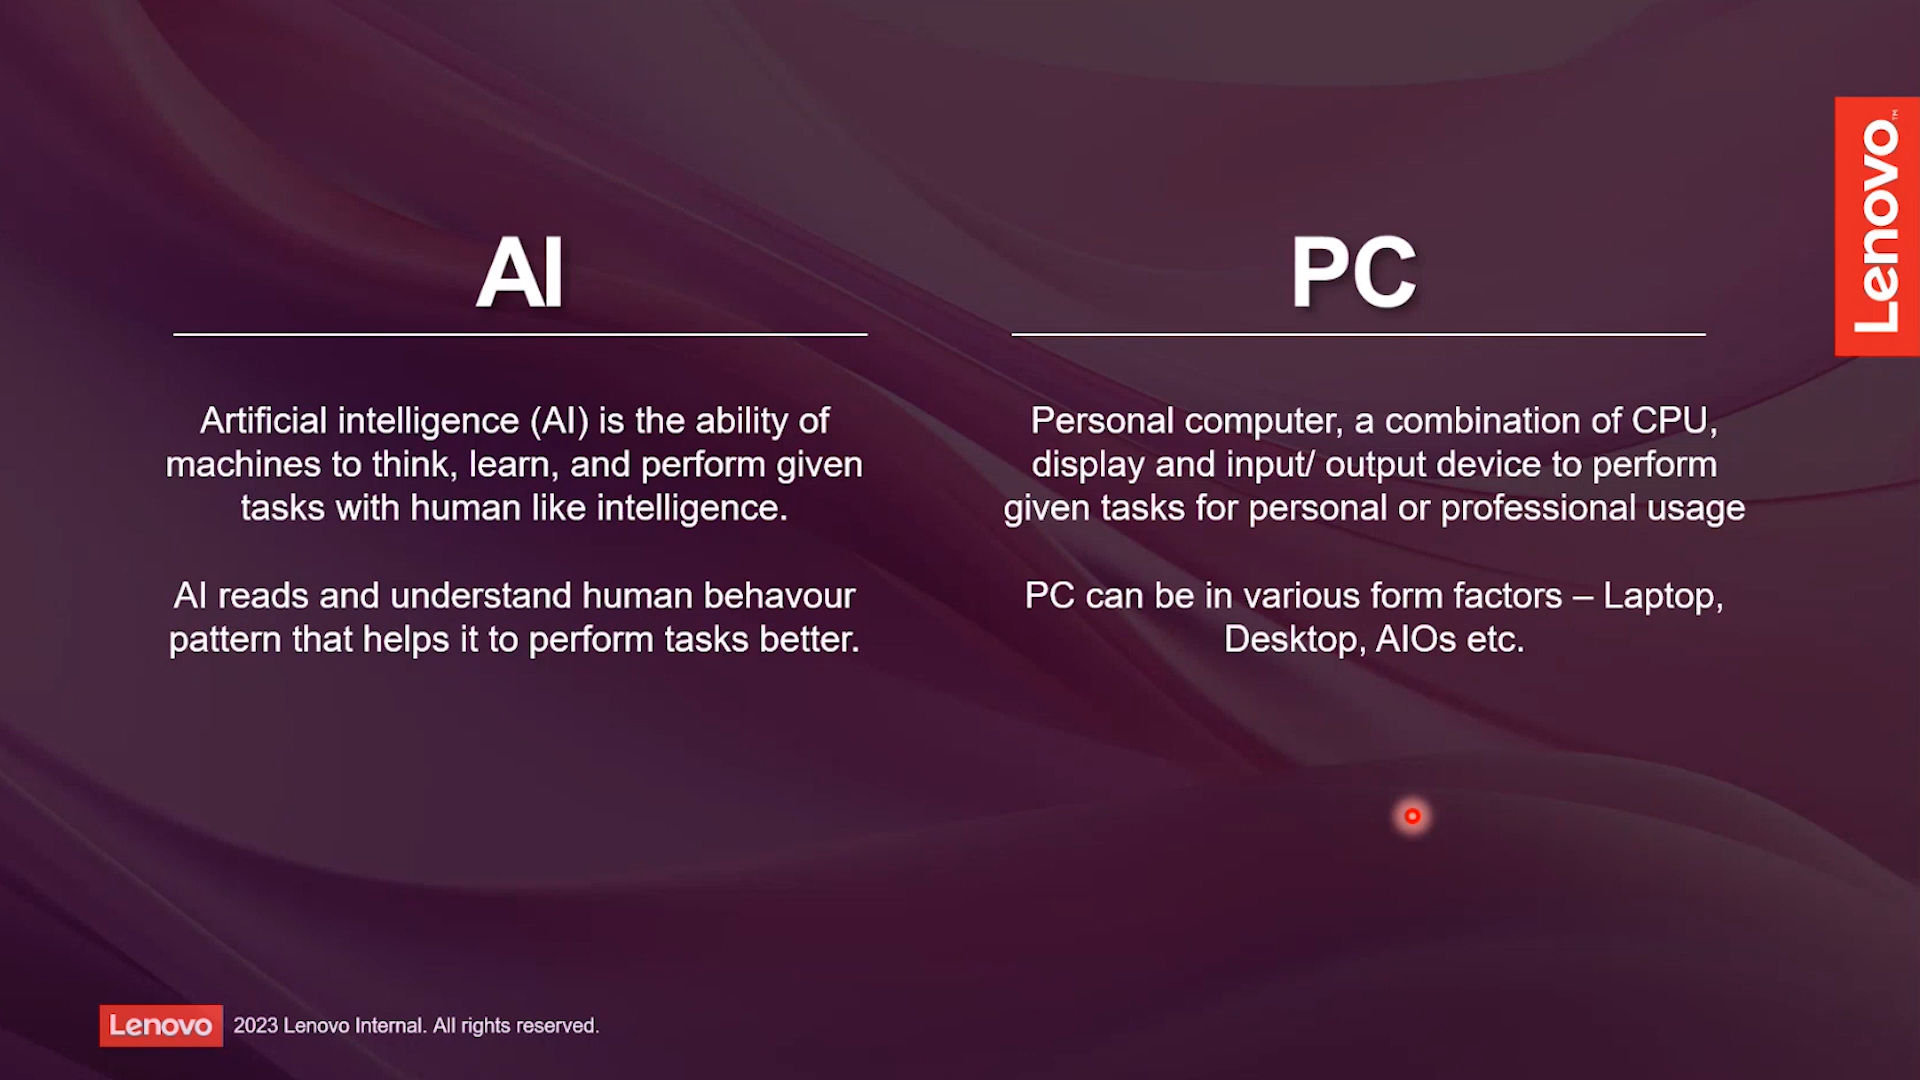 AI
Artificial intelligence (AI) is the ability of
machines to think, learn, and perform given
tasks with human like intelligence.
AI reads and understand human behavour
pattern that helps it to perform tasks better.
PC
Personal computer, a combination of CPU,
display and input/ output device to perform
given tasks for personal or professional usage
PC can be in various form factors – Laptop,
Desktop, AIOs etc.
Lenovo™
Lenovo 2023 Lenovo Internal. All rights reserved.